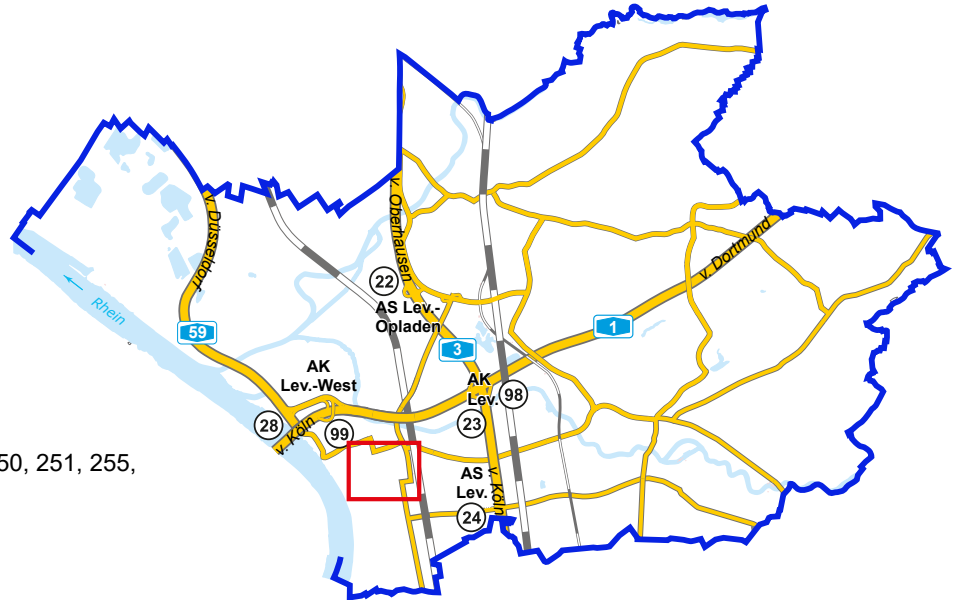 v. Düsseldorf
v. Oberhausen
v. Dortmund
22
AS Lev.-
Opladen
Rhein
59
1
3
AK
Lev.-West
AK
Lev.
98
28
v. Köln
99
23
50, 251, 255,
AS
Lev.
v. Köln
24